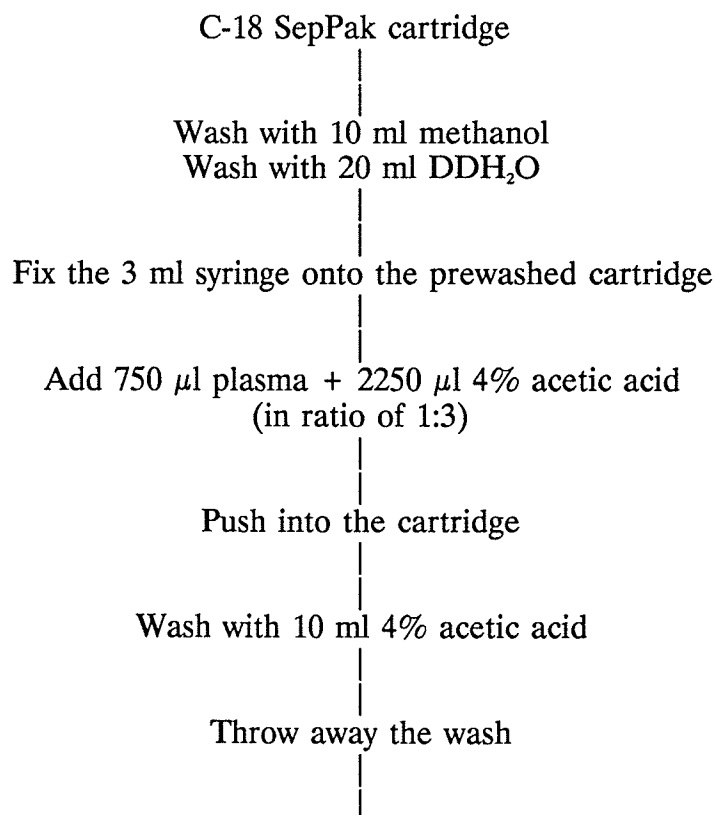 C-18 SepPak cartridge
Wash with 10 ml methanol
Wash with 20 ml DDH₂O
Fix the 3 ml syringe onto the prewashed cartridge
Add 750 μl plasma + 2250 μl 4% acetic acid
(in ratio of 1:3)
Push into the cartridge
Wash with 10 ml 4% acetic acid
Throw away the wash